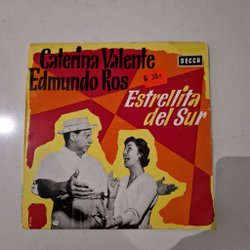 Caterina Valente
DECCA
Edmundo Ros
Estrellita
del Sur